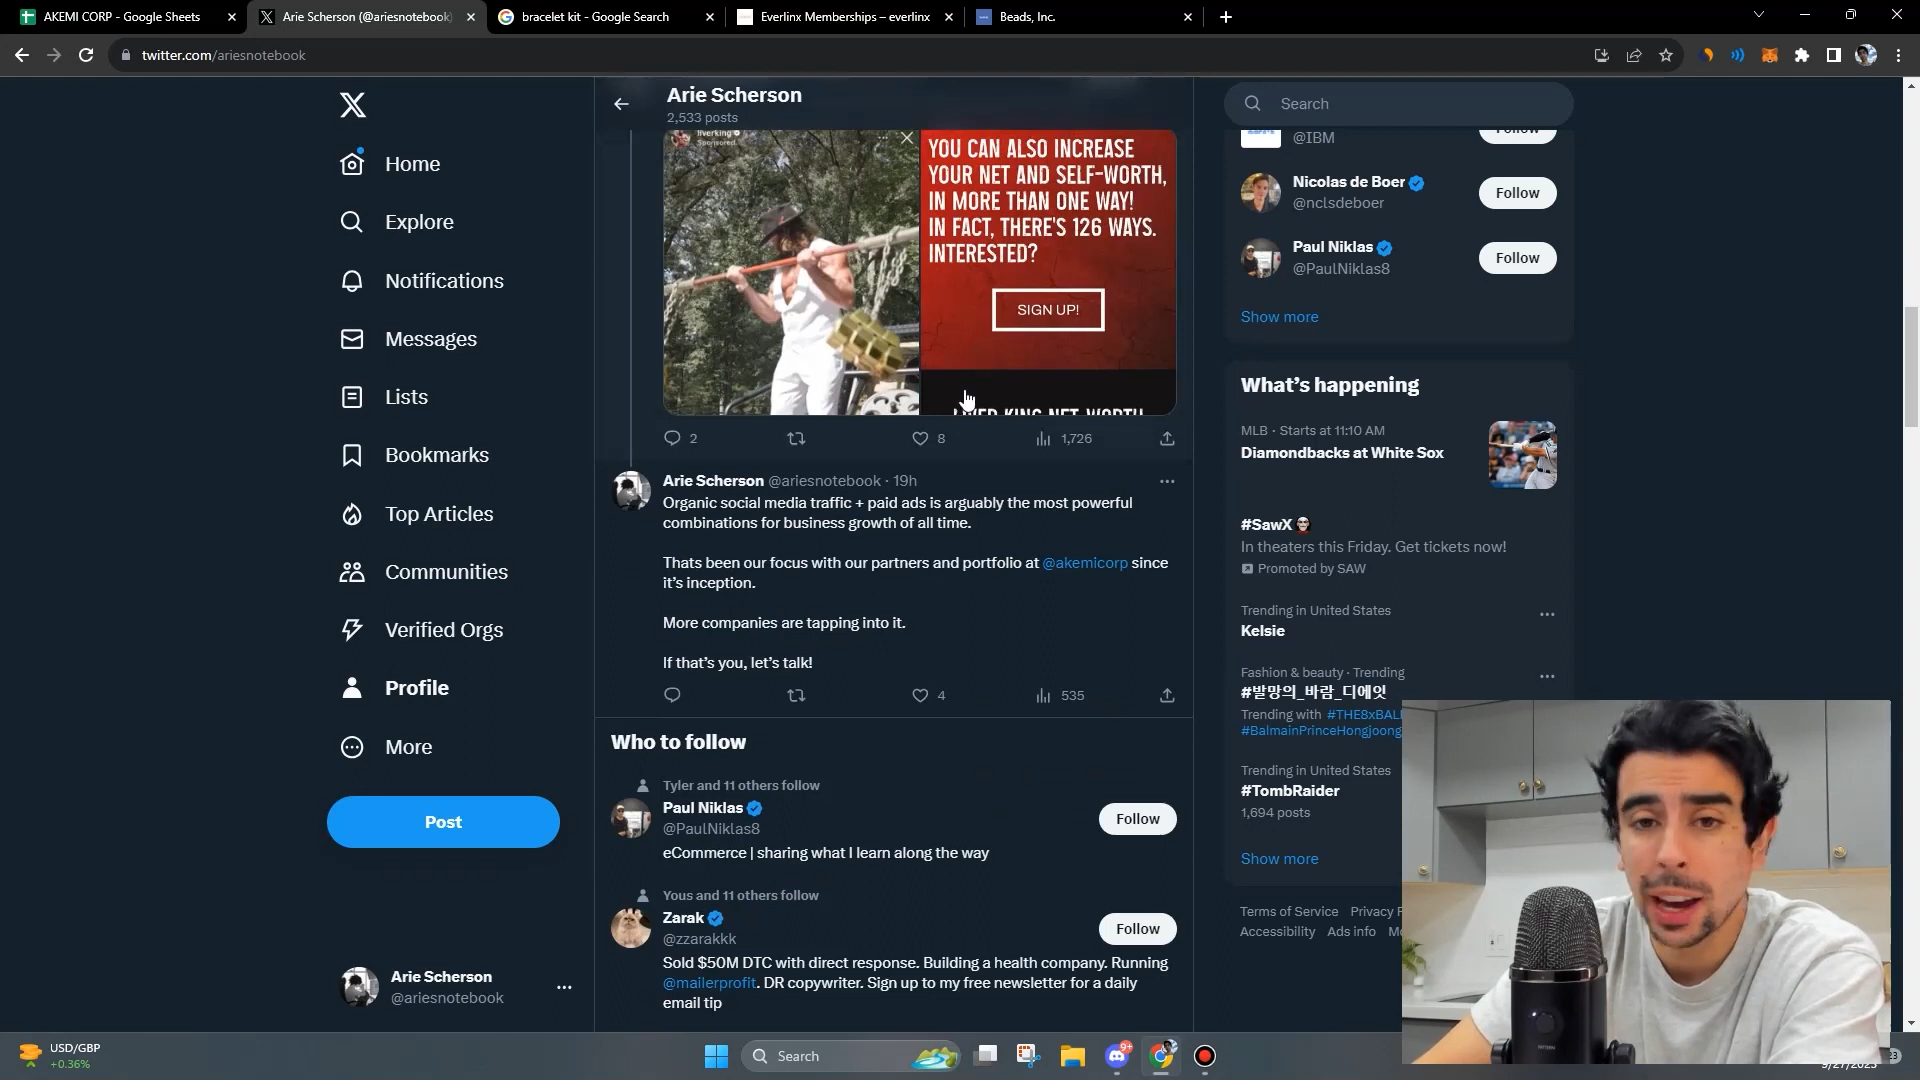 AKEMI CORP - Google Sheets
Arie Scherson (@ariesnotebook)
bracelet kit - Google Search
Everlinx Memberships – everlinx
Beads, Inc.
twitter.com/ariesnotebook
Home
Explore
Notifications
Messages
Lists
Bookmarks
Top Articles
Communities
Verified Orgs
Profile
More
Post
Arie Scherson
@ariesnotebook
Arie Scherson
2,533 posts
liverking
Sponsored
YOU CAN ALSO INCREASE
YOUR NET AND SELF-WORTH,
IN MORE THAN ONE WAY!
IN FACT, THERE'S 126 WAYS.
INTERESTED?
SIGN UP!
LIVER KING NET WORTH
2
8
1,726
Arie Scherson @ariesnotebook · 19h
Organic social media traffic + paid ads is arguably the most powerful
combinations for business growth of all time.
Thats been our focus with our partners and portfolio at @akemicorp since
it's inception.
More companies are tapping into it.
If that's you, let's talk!
4
535
Who to follow
Tyler and 11 others follow
Paul Niklas
@PaulNiklas8
Follow
eCommerce | sharing what I learn along the way
Yous and 11 others follow
Zarak
@zzarakkk
Follow
Sold $50M DTC with direct response. Building a health company. Running
@mailerprofit. DR copywriter. Sign up to my free newsletter for a daily
email tip
Search
@IBM
Follow
Nicolas de Boer
@nclsdeboer
Follow
Paul Niklas
@PaulNiklas8
Follow
Show more
What's happening
MLB · Starts at 11:10 AM
Diamondbacks at White Sox
#SawX
In theaters this Friday. Get tickets now!
Promoted by SAW
Trending in United States
Kelsie
Fashion & beauty · Trending
#발망의_바람_디에잇
Trending with #THE8xBAL
#BalmainPrinceHongjoong
Trending in United States
#TombRaider
1,694 posts
Show more
Terms of Service Privacy P
Accessibility Ads info Mo
USD/GBP
+0.36%
Search
9+
9/27/2023